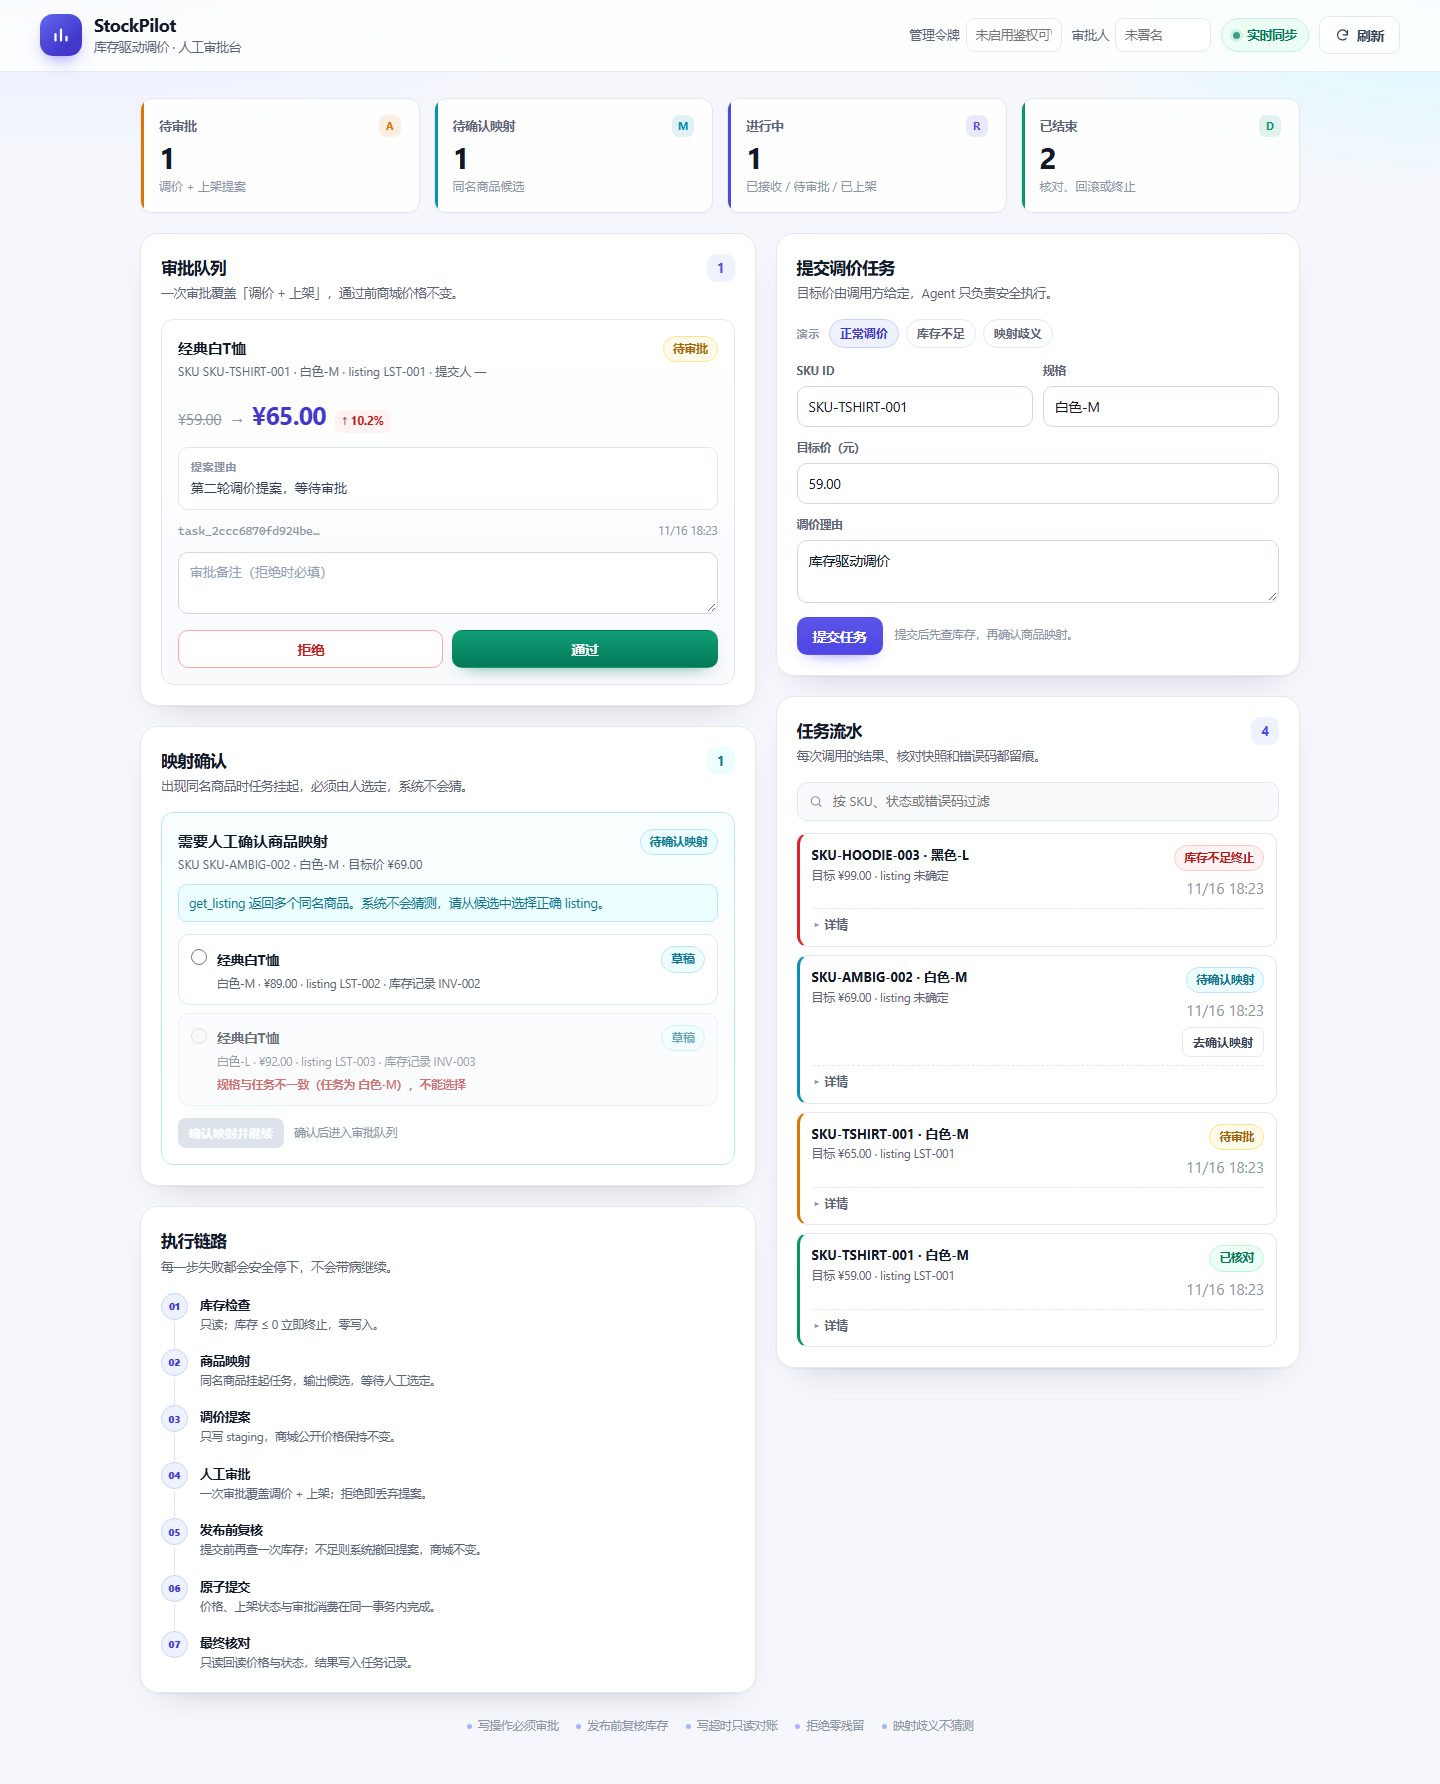 StockPilot
库存驱动调价 · 人工审批台
管理令牌
未启用鉴权可
审批人
未署名
实时同步
刷新
待审批
A
1
调价 + 上架提案
待确认映射
M
1
同名商品候选
进行中
R
1
已接收 / 待审批 / 已上架
已结束
D
2
核对、回滚或终止
审批队列
1
一次审批覆盖「调价 + 上架」，通过前商城价格不变。
经典白T恤
待审批
SKU SKU-TSHIRT-001 · 白色-M · listing LST-001 · 提交人 —
¥59.00 → ¥65.00 ↑ 10.2%
提案理由
第二轮调价提案，等待审批
task_2ccc6870fd924be…
11/16 18:23
审批备注（拒绝时必填）
拒绝
通过
映射确认
1
出现同名商品时任务挂起，必须由人选定，系统不会猜。
需要人工确认商品映射
待确认映射
SKU SKU-AMBIG-002 · 白色-M · 目标价 ¥69.00
get_listing 返回多个同名商品。系统不会猜测，请从候选中选择正确 listing。
经典白T恤
草稿
白色-M · ¥89.00 · listing LST-002 · 库存记录 INV-002
经典白T恤
草稿
白色-L · ¥92.00 · listing LST-003 · 库存记录 INV-003
规格与任务不一致（任务为 白色-M），不能选择
确认映射并继续
确认后进入审批队列
执行链路
每一步失败都会安全停下，不会带病继续。
01
库存检查
只读；库存 ≤ 0 立即终止，零写入。
02
商品映射
同名商品挂起任务，输出候选，等待人工选定。
03
调价提案
只写 staging，商城公开价格保持不变。
04
人工审批
一次审批覆盖调价 + 上架；拒绝即丢弃提案。
05
发布前复核
提交前再查一次库存；不足则系统撤回提案，商城不变。
06
原子提交
价格、上架状态与审批消费在同一事务内完成。
07
最终核对
只读回读价格与状态，结果写入任务记录。
提交调价任务
目标价由调用方给定，Agent 只负责安全执行。
演示
正常调价
库存不足
映射歧义
SKU ID
规格
SKU-TSHIRT-001
白色-M
目标价（元）
59.00
调价理由
库存驱动调价
提交任务
提交后先查库存，再确认商品映射。
任务流水
4
每次调用的结果、核对快照和错误码都留痕。
按 SKU、状态或错误码过滤
SKU-HOODIE-003 · 黑色-L
库存不足终止
目标 ¥99.00 · listing 未确定
11/16 18:23
详情
SKU-AMBIG-002 · 白色-M
待确认映射
目标 ¥69.00 · listing 未确定
11/16 18:23
去确认映射
详情
SKU-TSHIRT-001 · 白色-M
待审批
目标 ¥65.00 · listing LST-001
11/16 18:23
详情
SKU-TSHIRT-001 · 白色-M
已核对
目标 ¥59.00 · listing LST-001
11/16 18:23
详情
写操作必须审批
发布前复核库存
写超时只读对账
拒绝零残留
映射歧义不猜测